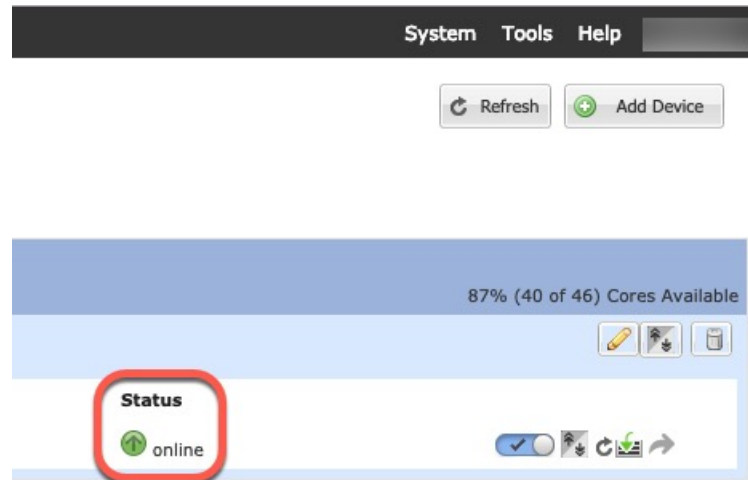 System Tools Help
Refresh Add Device
87% (40 of 46) Cores Available
Status
online